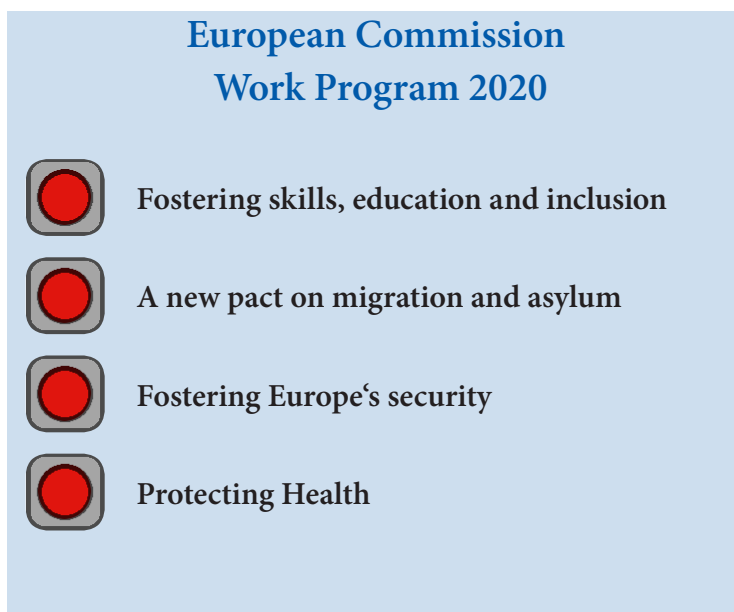 European Commission
Work Program 2020
Fostering skills, education and inclusion
A new pact on migration and asylum
Fostering Europe‘s security
Protecting Health